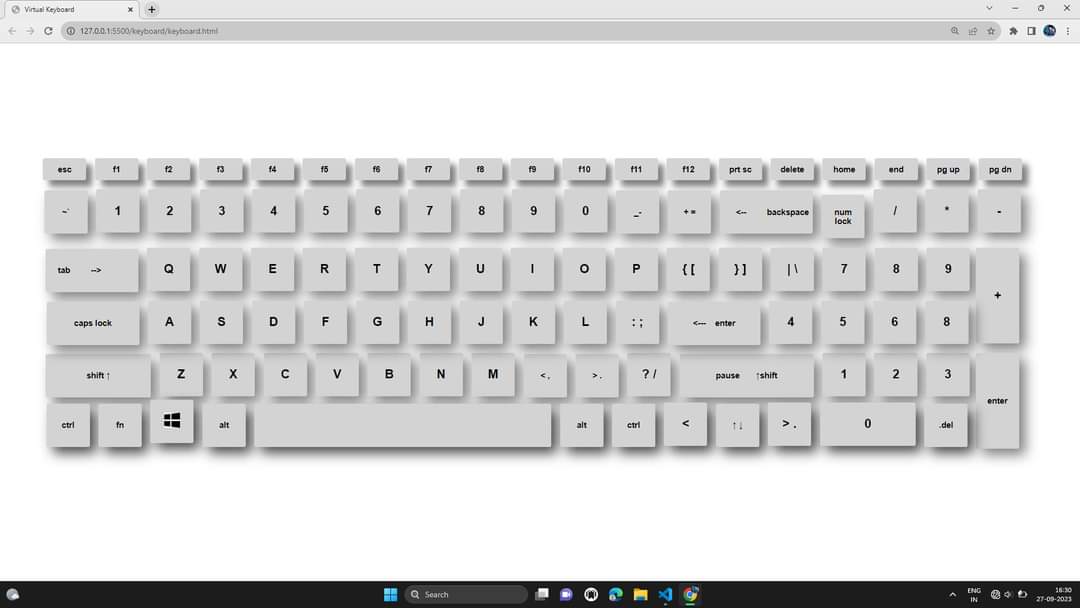 Virtual Keyboard
127.0.0.1:5500/keyboard/keyboard.html
esc f1 f2 f3 f4 f5 f6 f7 f8 f9 f10 f11 f12 prt sc delete home end pg up pg dn
~` 1 2 3 4 5 6 7 8 9 0 _- + = <-- backspace num lock / * -
tab --> Q W E R T Y U I O P { [ } ] | \ 7 8 9 +
caps lock A S D F G H J K L : ; <--- enter 4 5 6 8
shift ↑ Z X C V B N M < , > . ? / pause ↑shift 1 2 3 enter
ctrl fn alt alt ctrl < ↑↓ > . 0 .del
Search
ENG 16:30
IN 27-09-2023